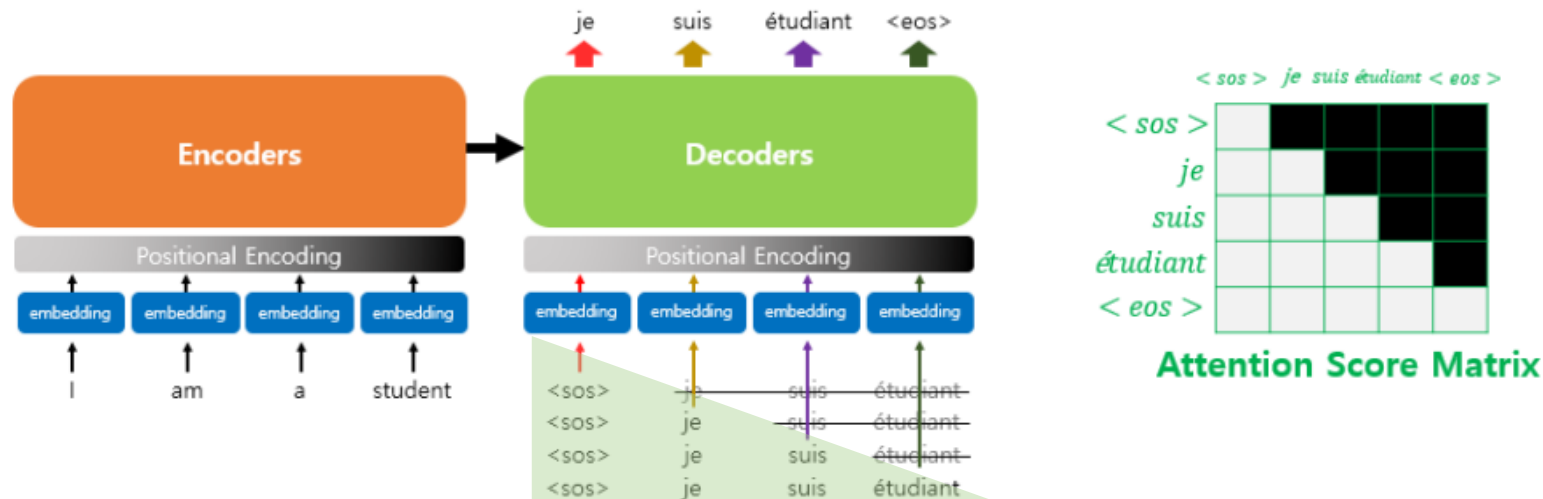 je suis étudiant <eos>
Encoders
Decoders
Positional Encoding
Positional Encoding
embedding embedding embedding embedding
embedding embedding embedding embedding
I am a student
<sos> je suis étudiant
<sos> je suis étudiant
<sos> je suis étudiant
<sos> je suis étudiant
< sos > je suis étudiant < eos >
< sos >
je
suis
étudiant
< eos >
Attention Score Matrix